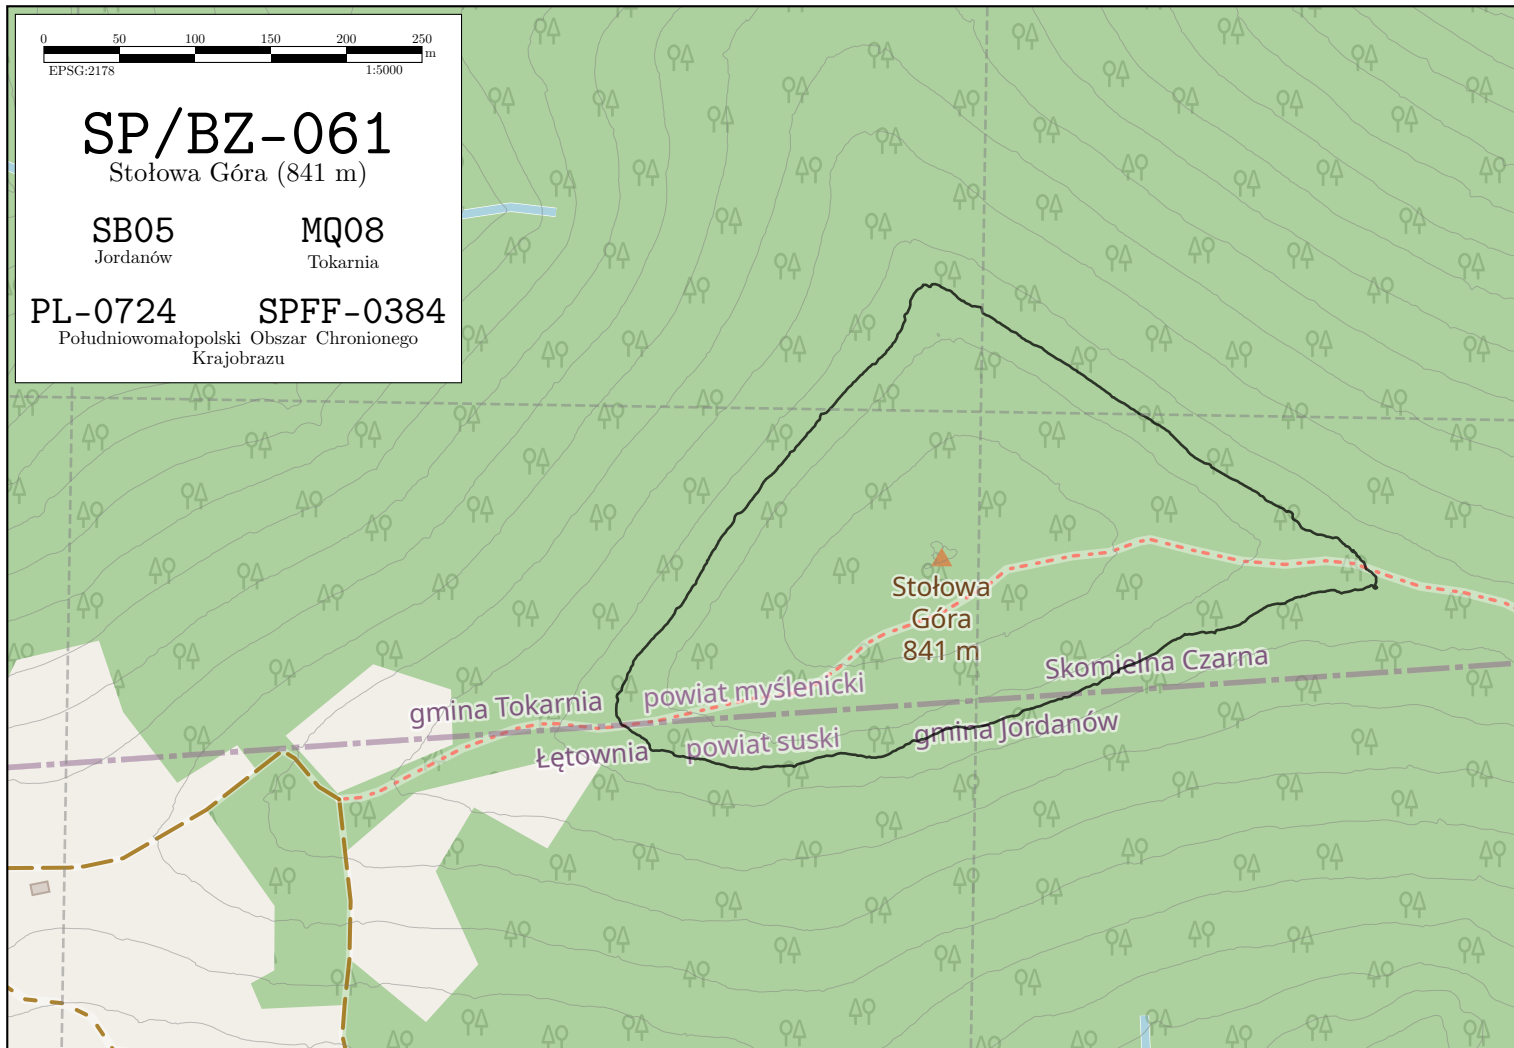 0 50 100 150 200 250
m
EPSG:2178 1:5000
SP/BZ-061
Stołowa Góra (841 m)
SB05 MQ08
Jordanów Tokarnia
PL-0724 SPFF-0384
Południowomałopolski Obszar Chronionego
Krajobrazu
Stołowa
Góra
841 m
Skomielna Czarna
powiat myślenicki
gmina Tokarnia
gmina Jordanów
powiat suski
Łętownia